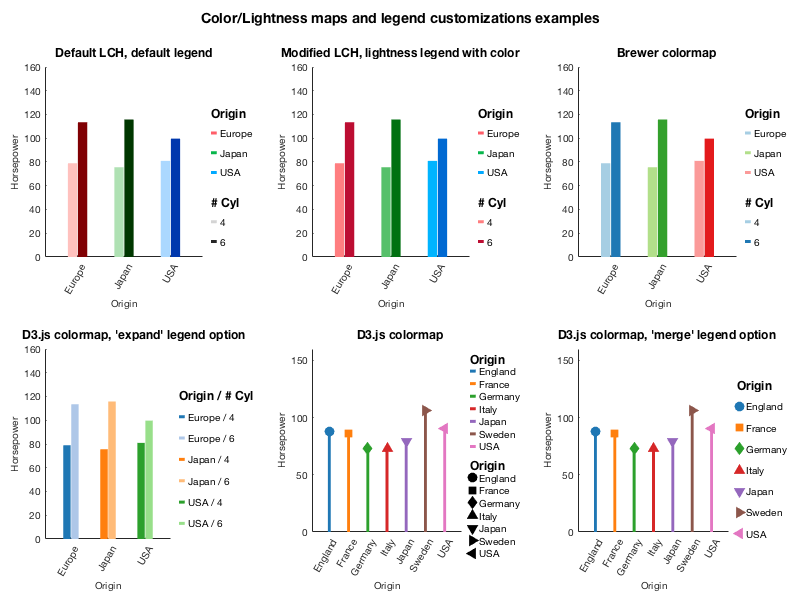 Color/Lightness maps and legend customizations examples
Default LCH, default legend
160
140
120
100
80
60
40
20
0
Horsepower
Europe
Japan
USA
Origin
Origin
Europe
Japan
USA
# Cyl
4
6
Modified LCH, lightness legend with color
160
140
120
100
80
60
40
20
0
Horsepower
Europe
Japan
USA
Origin
Origin
Europe
Japan
USA
# Cyl
4
6
Brewer colormap
160
140
120
100
80
60
40
20
0
Horsepower
Europe
Japan
USA
Origin
Origin
Europe
Japan
USA
# Cyl
4
6
D3.js colormap, 'expand' legend option
160
140
120
100
80
60
40
20
0
Horsepower
Europe
Japan
USA
Origin
Origin / # Cyl
Europe / 4
Europe / 6
Japan / 4
Japan / 6
USA / 4
USA / 6
D3.js colormap
150
100
50
0
Horsepower
England
France
Germany
Italy
Japan
Sweden
USA
Origin
Origin
England
France
Germany
Italy
Japan
Sweden
USA
Origin
England
France
Germany
Italy
Japan
Sweden
USA
D3.js colormap, 'merge' legend option
150
100
50
0
Horsepower
England
France
Germany
Italy
Japan
Sweden
USA
Origin
Origin
England
France
Germany
Italy
Japan
Sweden
USA